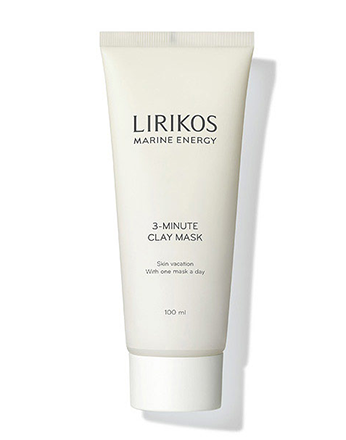 LIRIKOS
MARINE ENERGY
3-MINUTE
CLAY MASK
Skin vacation
With one mask a day
100 ml